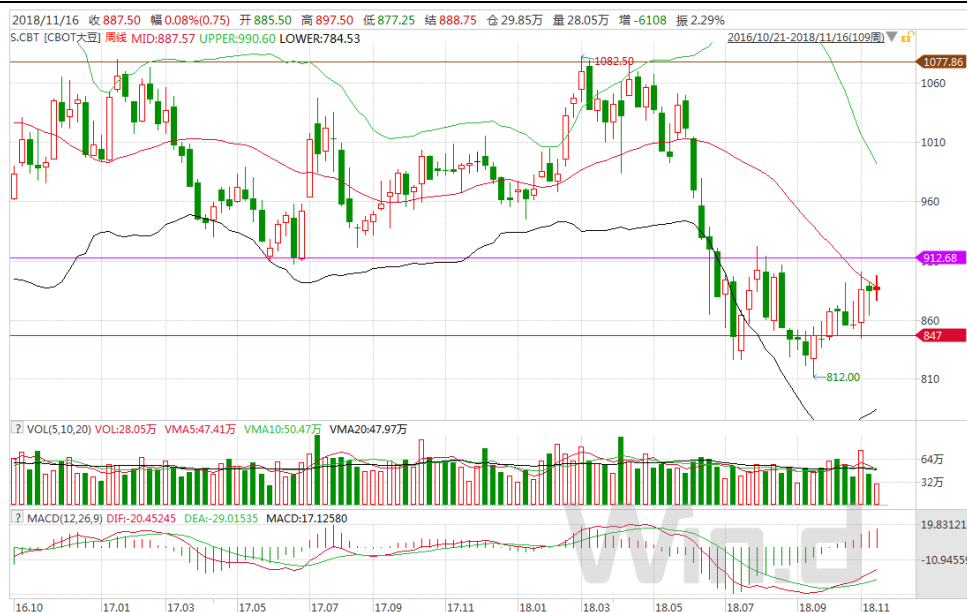 2018/11/16 收 887.50 幅 0.08%(0.75) 开 885.50 高 897.50 低 877.25 结 888.75 仓 29.85万 量 28.05万 增 -6108 振 2.29%
S.CBT [CBOT大豆] 周线 MID:887.57 UPPER:990.60 LOWER:784.53 2016/10/21-2018/11/16(109周)
1082.50
1077.86
1060
1010
960
912.68
860
847
812.00
810
? VOL(5,10,20) VOL:28.05万 VMA5:47.41万 VMA10:50.47万 VMA20:47.97万
64万
32万
? MACD(12,26,9) DIF:-20.45245 DEA:-29.01535 MACD:17.12580
19.83121
-10.94559
Win.d
16.10 17.01 17.03 17.05 17.07 17.09 17.11 18.01 18.03 18.05 18.07 18.09 18.11